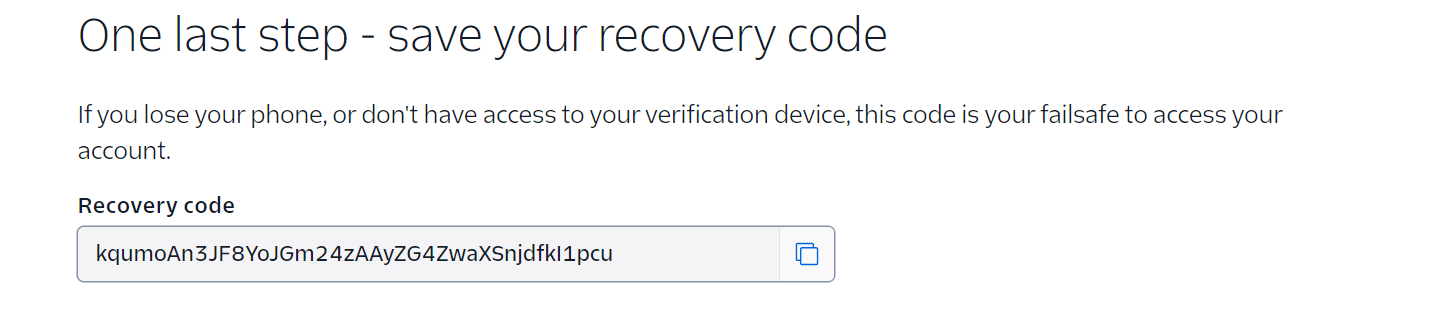 One last step - save your recovery code
If you lose your phone, or don't have access to your verification device, this code is your failsafe to access your
account.
Recovery code
kqumoAn3JF8YoJGm24zAAyZG4ZwaXSnjdfkI1pcu